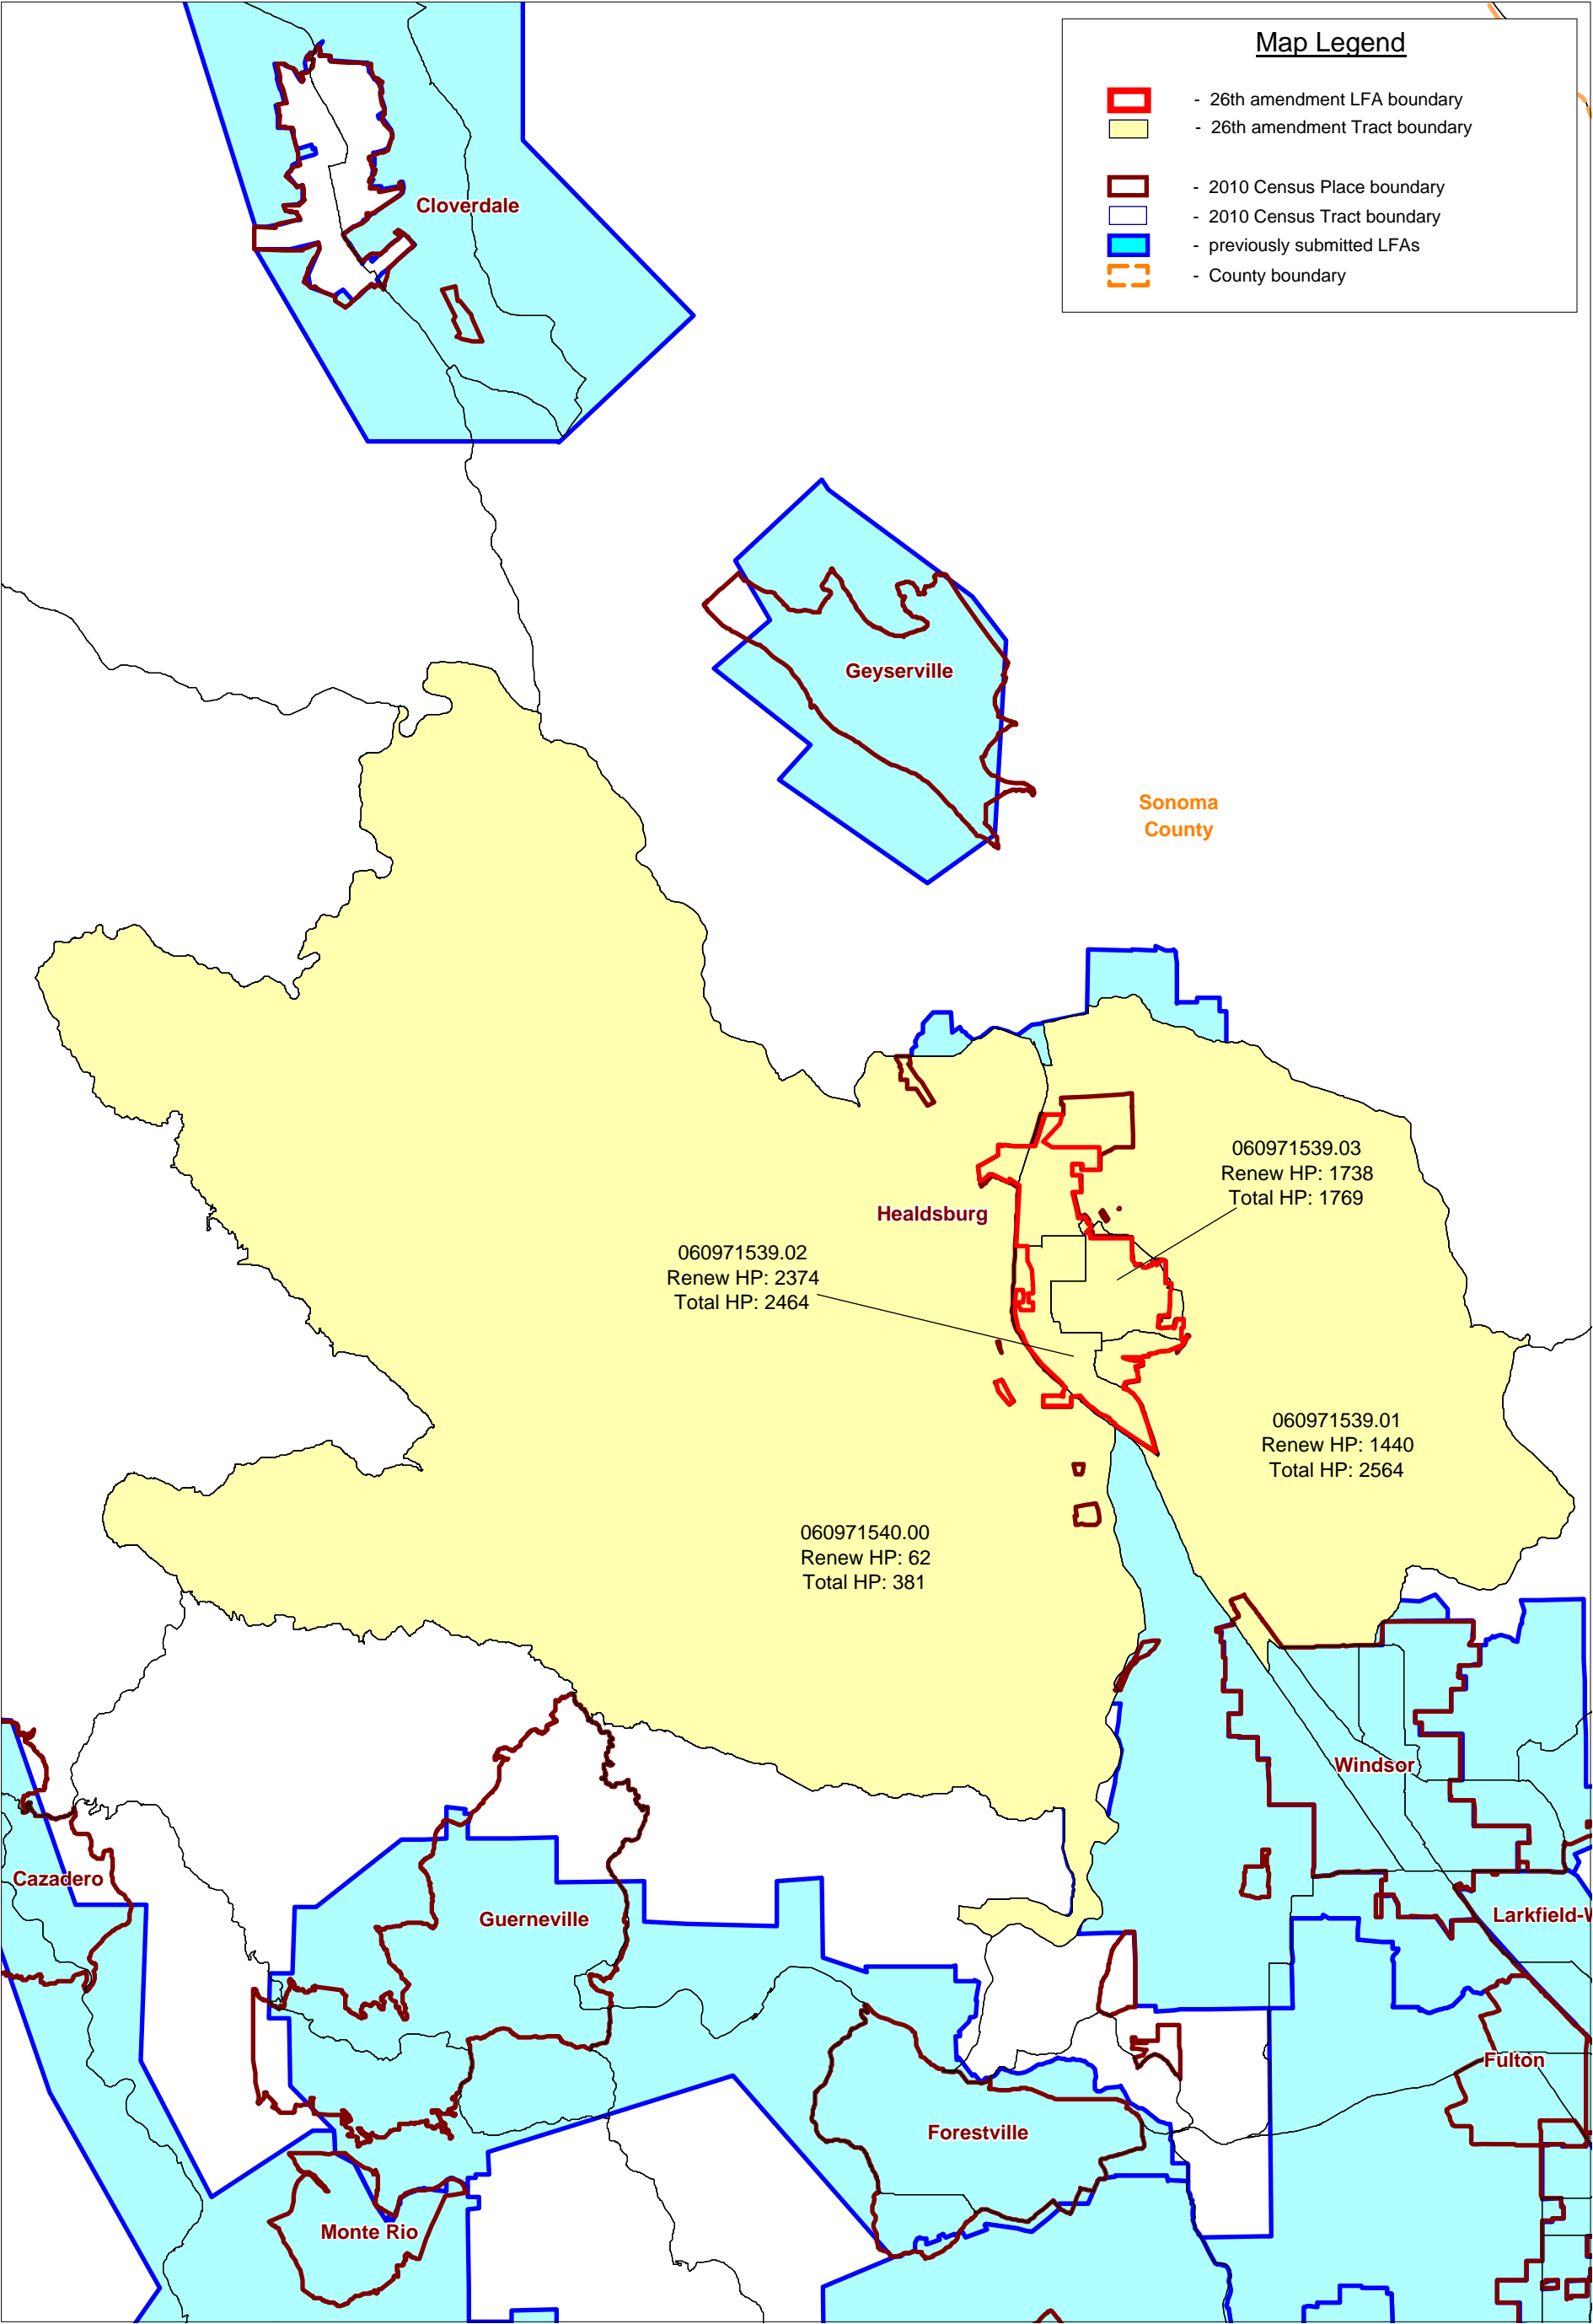 Map Legend
- 26th amendment LFA boundary
- 26th amendment Tract boundary
- 2010 Census Place boundary
- 2010 Census Tract boundary
- previously submitted LFAs
- County boundary
Cloverdale
Geyserville
Sonoma
County
060971539.03
Renew HP: 1738
Total HP: 1769
Healdsburg
060971539.02
Renew HP: 2374
Total HP: 2464
060971539.01
Renew HP: 1440
Total HP: 2564
060971540.00
Renew HP: 62
Total HP: 381
Windsor
Cazadero
Guerneville
Larkfield-W
Fulton
Forestville
Monte Rio